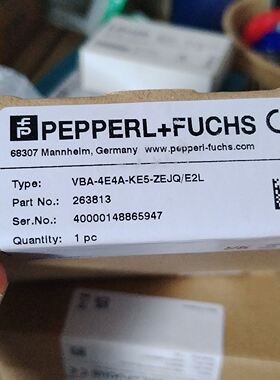 PEPPERL+FUCHS
68307 Mannheim, Germany www.pepperl-fuchs.com
Type: VBA-4E4A-KE5-ZEJQ/E2L
Part No.: 263813
Ser.No.: 40000148865947
Quantity: 1 pc